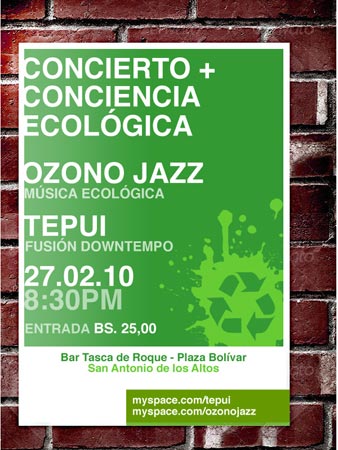 CONCIERTO +
CONCIENCIA
ECOLÓGICA
OZONO JAZZ
MÚSICA ECOLÓGICA
TEPUI
FUSIÓN DOWNTEMPO
27.02.10
8:30PM
ENTRADA BS. 25,00
Bar Tasca de Roque - Plaza Bolívar
San Antonio de los Altos
myspace.com/tepui
myspace.com/ozonojazz